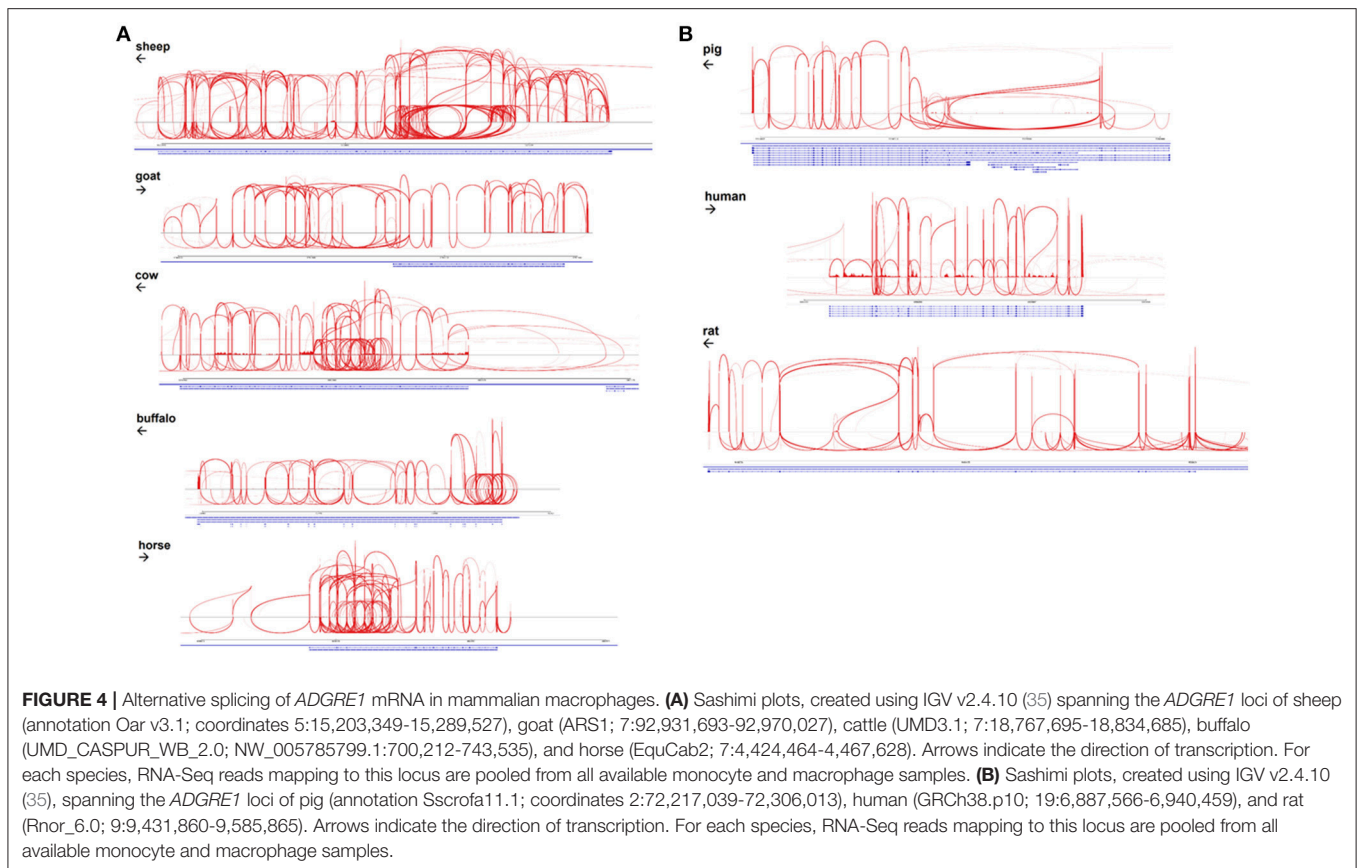 A
sheep
←
goat
→
cow
←
buffalo
←
horse
→
B
pig
←
human
→
rat
←
FIGURE 4 | Alternative splicing of ADGRE1 mRNA in mammalian macrophages. (A) Sashimi plots, created using IGV v2.4.10 (35) spanning the ADGRE1 loci of sheep
(annotation Oar v3.1; coordinates 5:15,203,349-15,289,527), goat (ARS1; 7:92,931,693-92,970,027), cattle (UMD3.1; 7:18,767,695-18,834,685), buffalo
(UMD_CASPUR_WB_2.0; NW_005785799.1:700,212-743,535), and horse (EquCab2; 7:4,424,464-4,467,628). Arrows indicate the direction of transcription. For
each species, RNA-Seq reads mapping to this locus are pooled from all available monocyte and macrophage samples. (B) Sashimi plots, created using IGV v2.4.10
(35), spanning the ADGRE1 loci of pig (annotation Sscrofa11.1; coordinates 2:72,217,039-72,306,013), human (GRCh38.p10; 19:6,887,566-6,940,459), and rat
(Rnor_6.0; 9:9,431,860-9,585,865). Arrows indicate the direction of transcription. For each species, RNA-Seq reads mapping to this locus are pooled from all
available monocyte and macrophage samples.